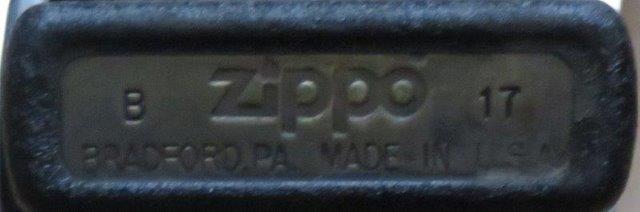 B zippo 17
BRADFORD, PA. MADE IN U.S.A.